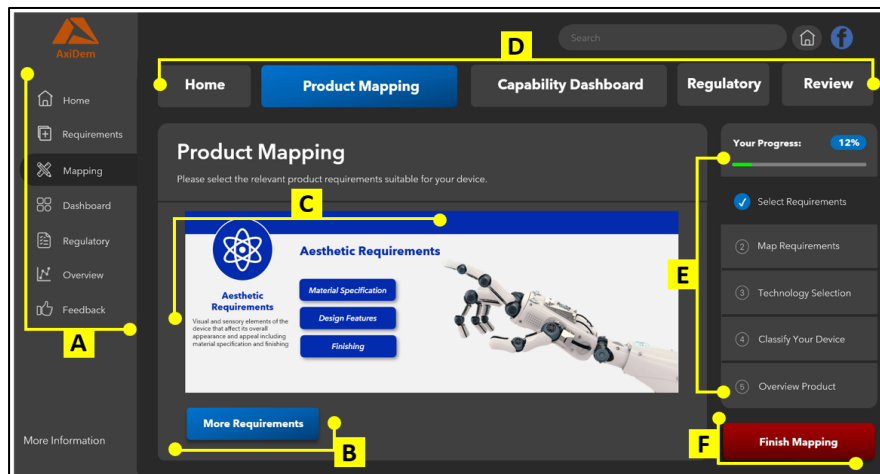 AxiDem
Search
D
Home
Product Mapping
Capability Dashboard
Regulatory
Review
Home
Requirements
Mapping
Dashboard
Regulatory
Overview
Feedback
A
More Information
Product Mapping
Please select the relevant product requirements suitable for your device.
C
Aesthetic
Requirements
Visual and sensory elements of the
device that affect its overall
appearance and appeal including
material specification and finishing
Aesthetic Requirements
Material Specification
Design Features
Finishing
More Requirements
B
Your Progress:
12%
Select Requirements
2 Map Requirements
3 Technology Selection
4 Classify Your Device
5 Overview Product
E
F
Finish Mapping